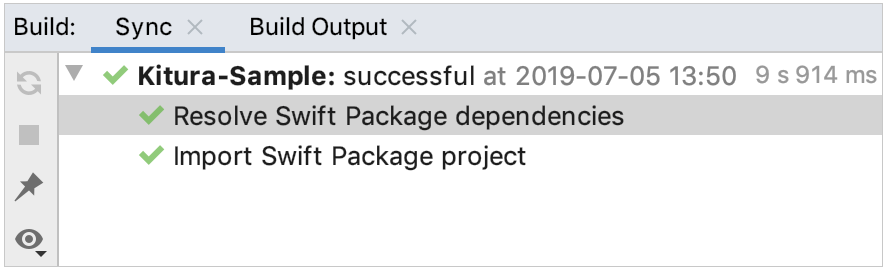 Build: Sync Build Output
Kitura-Sample: successful at 2019-07-05 13:50 9 s 914 ms
Resolve Swift Package dependencies
Import Swift Package project